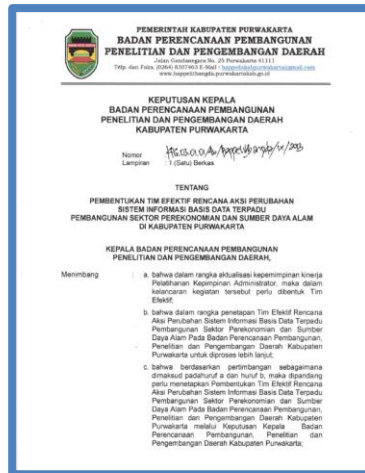 PEMERINTAH KABUPATEN PURWAKARTA
BADAN PERENCANAAN PEMBANGUNAN
PENELITIAN DAN PENGEMBANGAN DAERAH
Jalan Gandanegara No. 25 Purwakarta 41111
KEPUTUSAN KEPALA
BADAN PERENCANAAN PEMBANGUNAN
PENELITIAN DAN PENGEMBANGAN DAERAH
KABUPATEN PURWAKARTA
Nomor
Lampiran : 1 (Satu) Berkas
TENTANG
PEMBENTUKAN TIM EFEKTIF RENCANA AKSI PERUBAHAN
SISTEM INFORMASI BASIS DATA TERPADU
PEMBANGUNAN SEKTOR PEREKONOMIAN DAN SUMBER DAYA ALAM
DI KABUPATEN PURWAKARTA
KEPALA BADAN PERENCANAAN PEMBANGUNAN
PENELITIAN DAN PENGEMBANGAN DAERAH,
Menimbang : a. bahwa dalam rangka aktualisasi kepemimpinan kinerja
Pelatihanan Kepimpinan Administrator, maka dalam
kelancaran kegiatan tersebut perlu dibentuk Tim
Efektif;
b. bahwa dalam rangka penetapan Tim Efektif Rencana
Aksi Perubahan Sistem Informasi Basis Data Terpadu
Pembangunan Sektor Perekonomian dan Sumber
Daya Alam Pada Badan Perencanaan Pembangunan,
Penelitian dan Pengembangan Daerah Kabupaten
Purwakarta untuk diproses lebih lanjut;
c. bahwa berdasarkan pertimbangan sebagaimana
dimaksud padahuruf a dan huruf b, maka dipandang
perlu menetapkan Pembentukan Tim Efektif Rencana
Aksi Perubahan Sistem Informasi Basis Data Terpadu
Pembangunan Sektor Perekonomian dan Sumber
Daya Alam Pada Badan Perencanaan Pembangunan,
Penelitian dan Pengembangan Daerah Kabupaten
Purwakarta melalui Keputusan Kepala Badan
Perencanaan Pembangunan, Penelitian dan
Pengembangan Daerah Kabupaten Purwakarta;